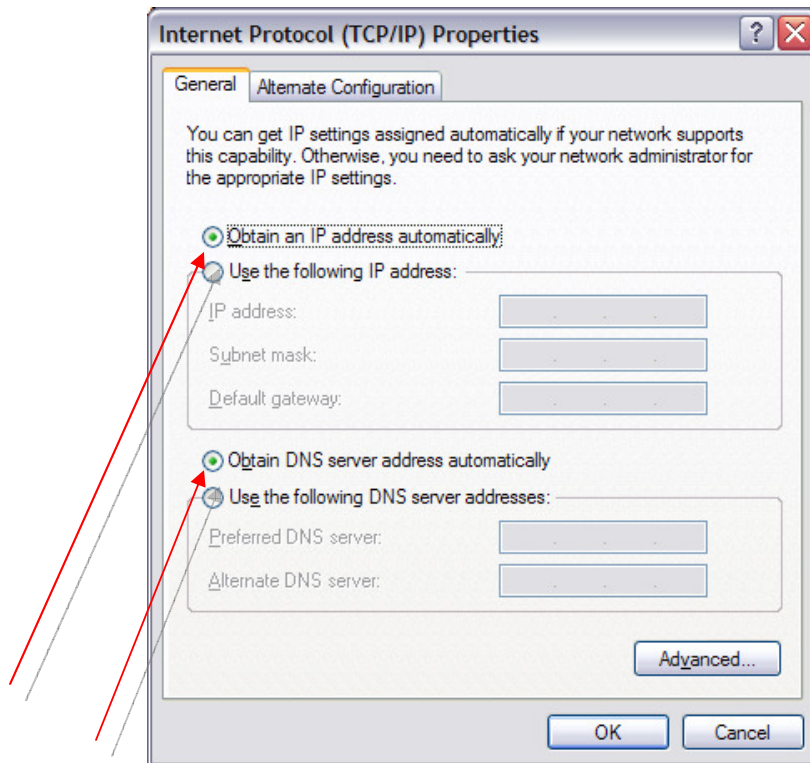 Internet Protocol (TCP/IP) Properties
General
Alternate Configuration
You can get IP settings assigned automatically if your network supports
this capability. Otherwise, you need to ask your network administrator for
the appropriate IP settings.
Obtain an IP address automatically
Use the following IP address:
IP address:
Subnet mask:
Default gateway:
Obtain DNS server address automatically
Use the following DNS server addresses:
Preferred DNS server:
Alternate DNS server:
Advanced...
OK
Cancel